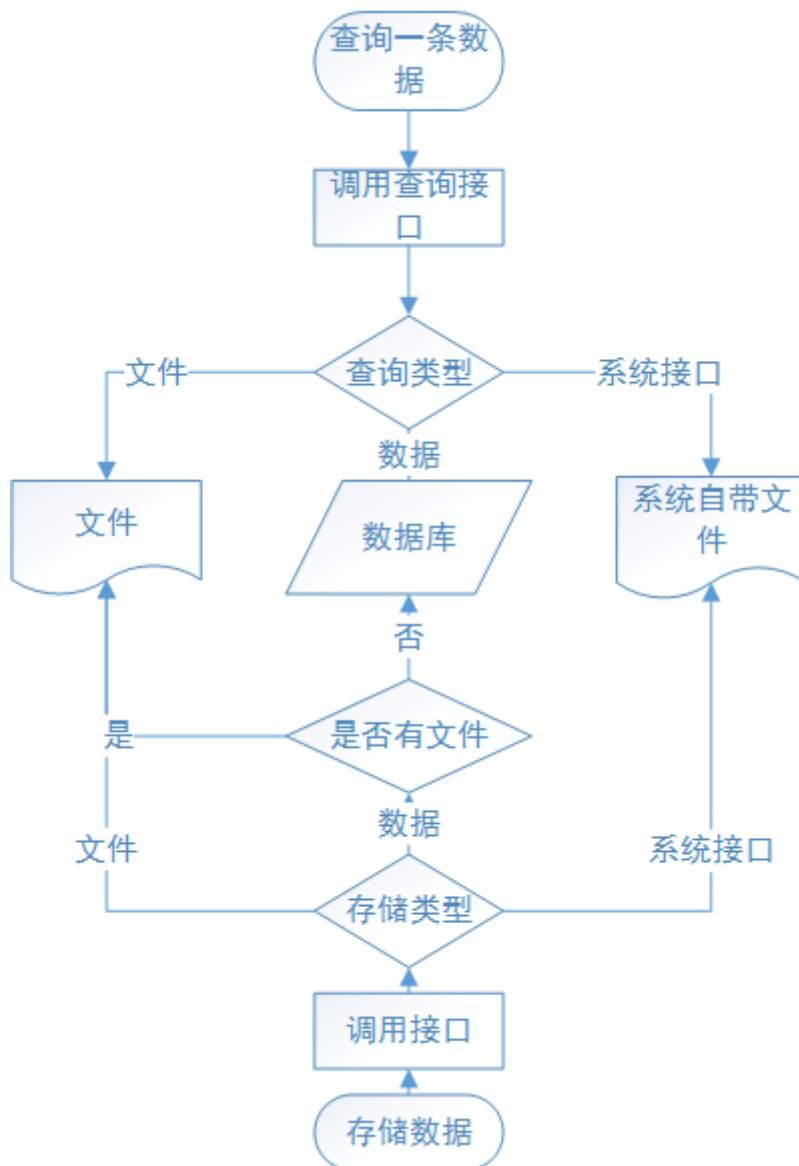 查询一条数
据
调用查询接
口
文件
查询类型
系统接口
数据
文件
数据库
系统自带文
件
否
是
是否有文件
数据
文件
系统接口
存储类型
调用接口
存储数据